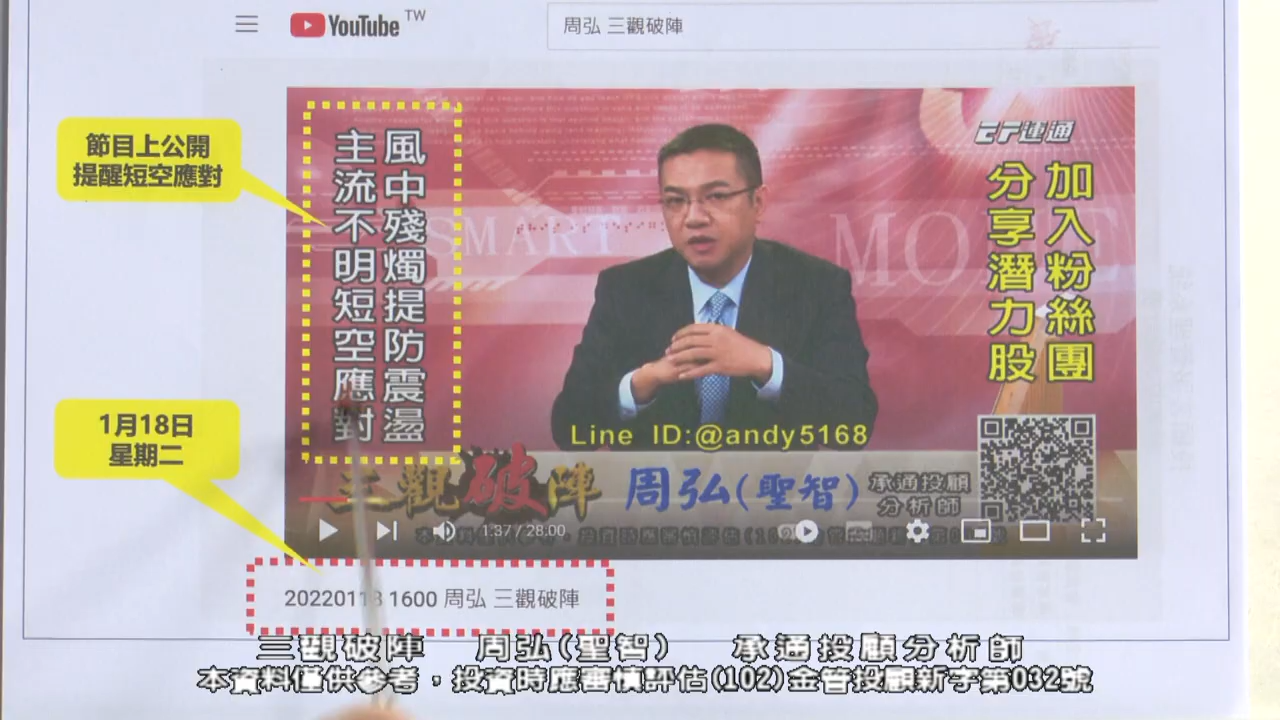 YouTube TW
周弘 三觀破陣
節目上公開
提醒短空應對
風中殘燭提防震盪
主流不明短空應對
SMART
MO
運通
加入粉絲團
分享潛力股
1月18日
星期二
Line ID:@andy5168
三觀破陣
周弘(聖智)
承通投顧
分析師
1:37 / 28:00
20220118 1600 周弘 三觀破陣
三觀破陣 周弘(聖智) 承通投顧分析師
本資料僅供參考，投資時應審慎評估(102)金管投顧新字第032號